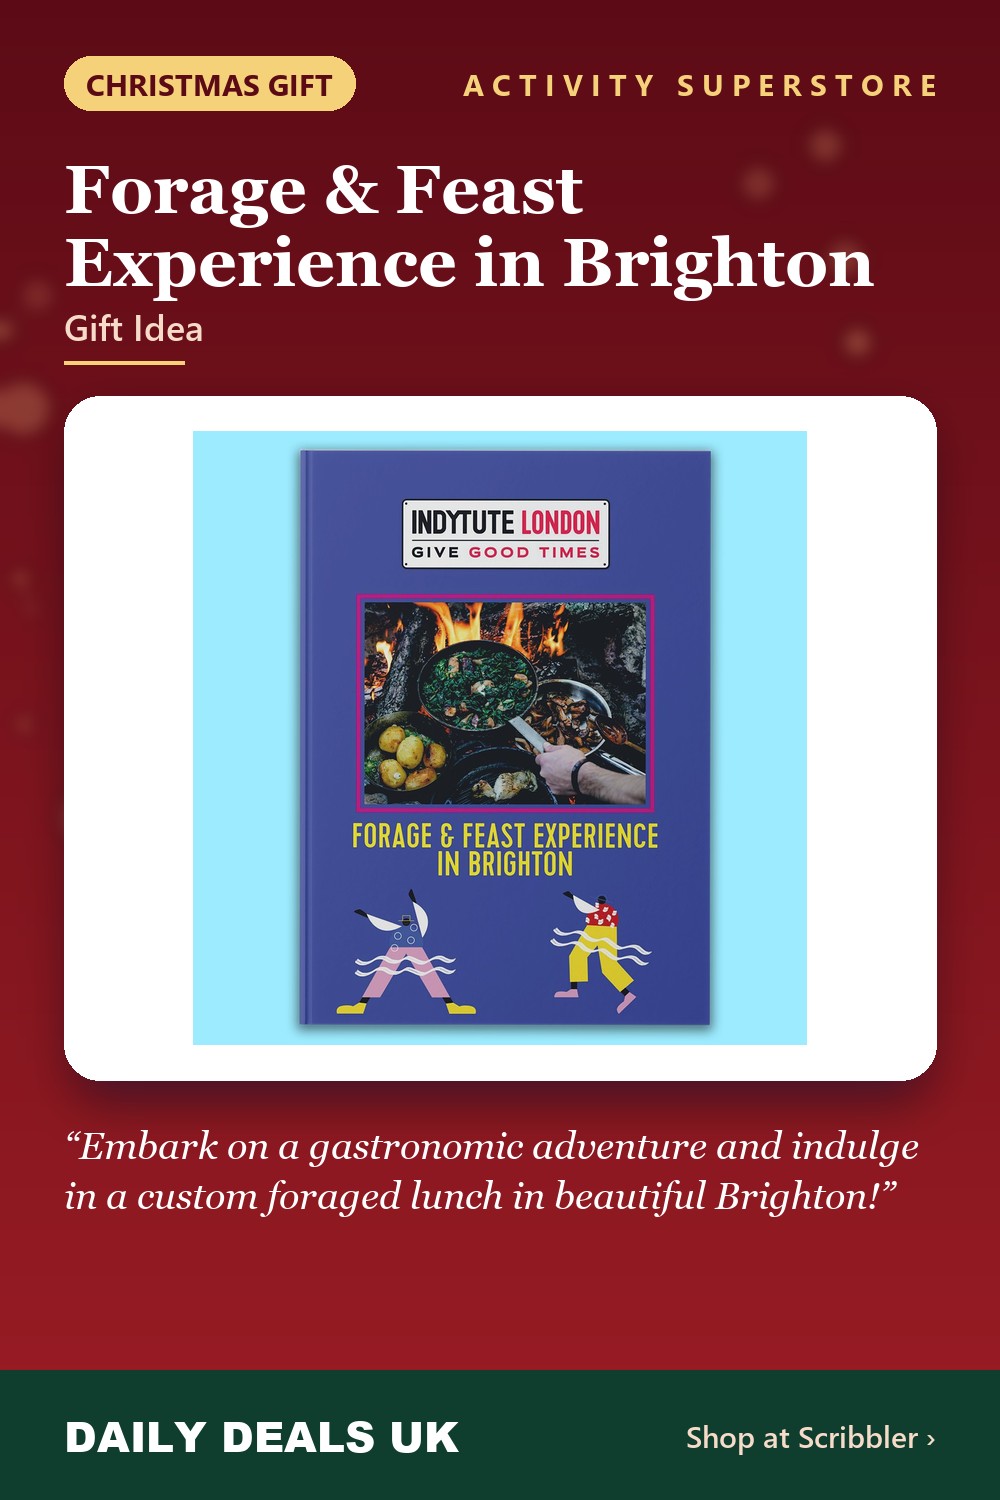 CHRISTMAS GIFT
ACTIVITY SUPERSTORE
Forage & Feast
Experience in Brighton
Gift Idea
INDYTUTE LONDON
GIVE GOOD TIMES
FORAGE & FEAST EXPERIENCE
IN BRIGHTON
“Embark on a gastronomic adventure and indulge
in a custom foraged lunch in beautiful Brighton!”
DAILY DEALS UK
Shop at Scribbler ›